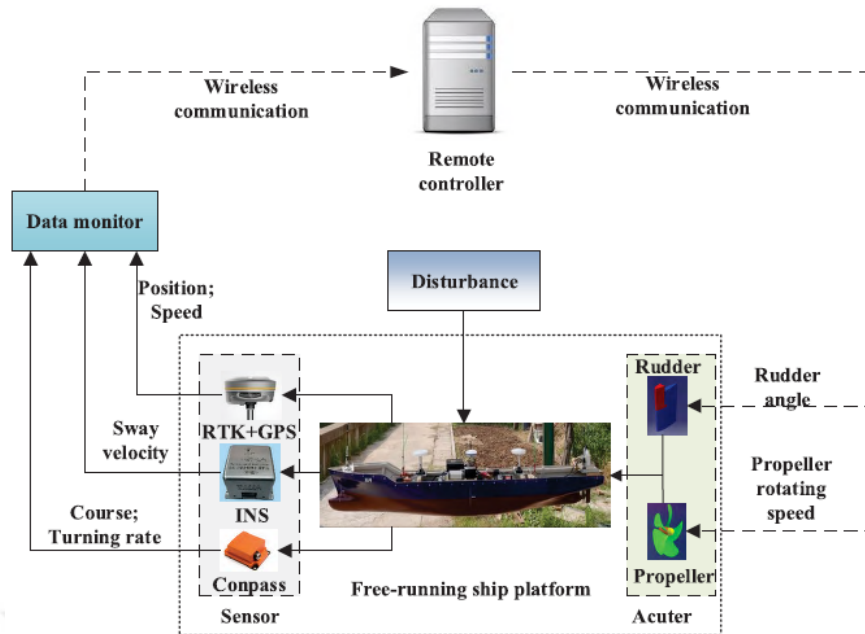 Wireless
communication
Wireless
communication
Remote
controller
Data monitor
Disturbance
Position;
Speed
Rudder
Rudder
angle
RTK+GPS
Sway
velocity
Propeller
rotating
speed
INS
Course;
Turning rate
Conpass
Propeller
Free-running ship platform
Sensor
Acuter